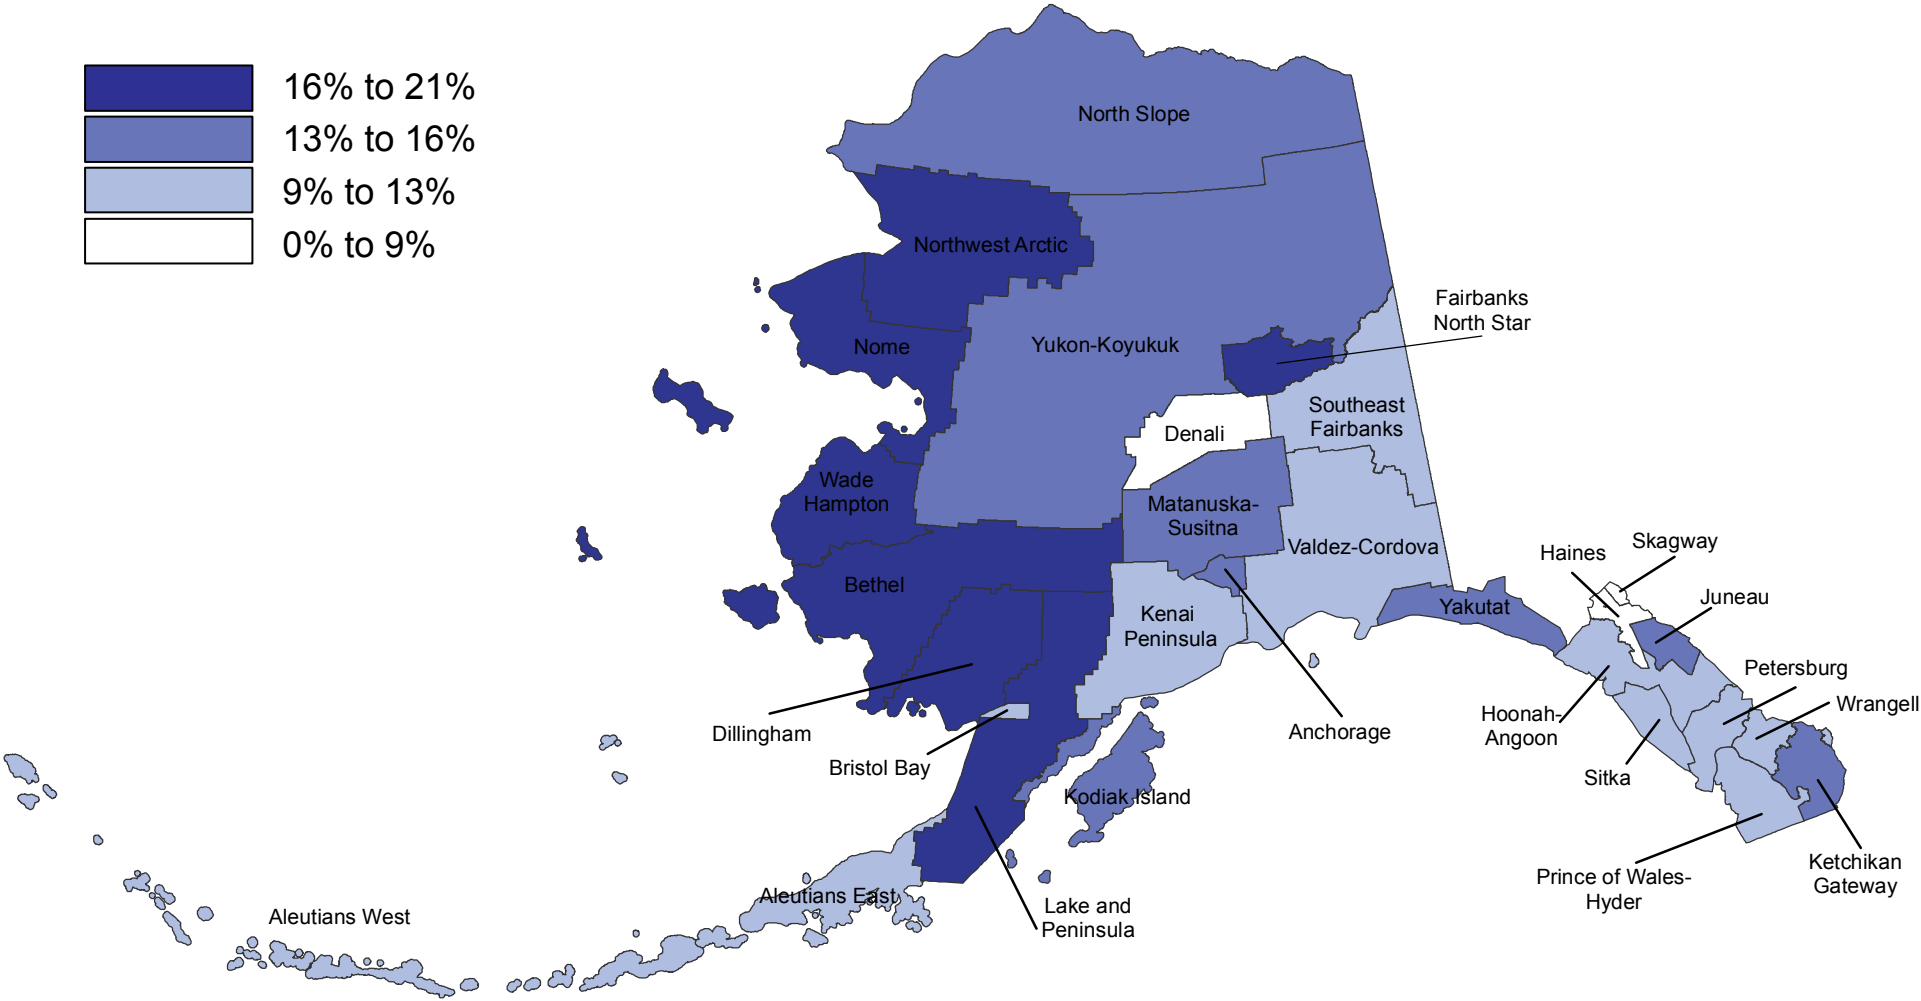 16% to 21%
13% to 16%
9% to 13%
0% to 9%
North Slope
Northwest Arctic
Fairbanks
North Star
Nome
Yukon-Koyukuk
Southeast
Fairbanks
Denali
Wade
Hampton
Matanuska-
Susitna
Valdez-Cordova
Haines
Skagway
Bethel
Juneau
Yakutat
Kenai
Peninsula
Petersburg
Wrangell
Hoonah-
Angoon
Dillingham
Anchorage
Bristol Bay
Sitka
Kodiak Island
Prince of Wales-
Hyder
Ketchikan
Gateway
Aleutians East
Aleutians West
Lake and
Peninsula